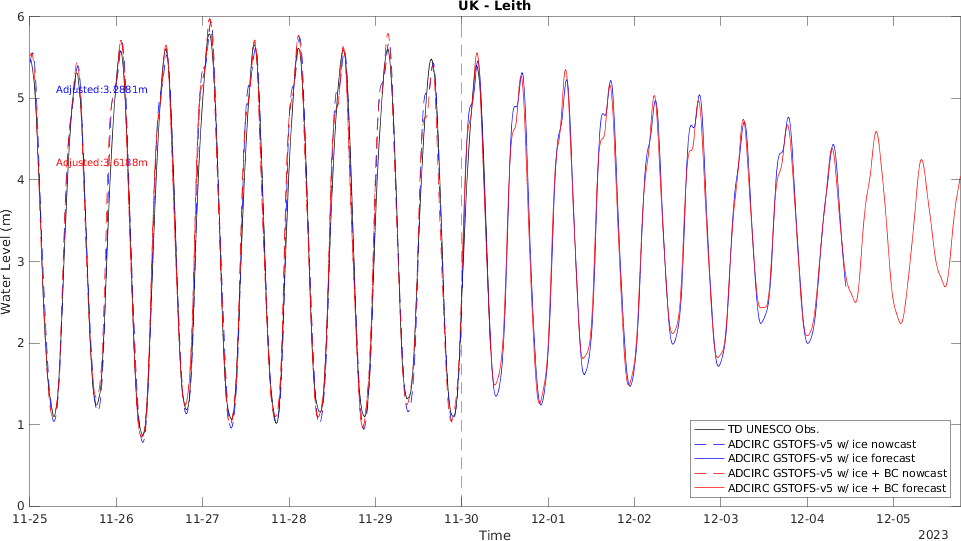 UK - Leith
6
5
4
3
2
1
0
Water Level (m)
Adjusted:3.2881m
Adjusted:3.6188m
TD UNESCO Obs.
ADCIRC GSTOFS-v5 w/ ice nowcast
ADCIRC GSTOFS-v5 w/ ice forecast
ADCIRC GSTOFS-v5 w/ ice + BC nowcast
ADCIRC GSTOFS-v5 w/ ice + BC forecast
11-25 11-26 11-27 11-28 11-29 11-30 12-01 12-02 12-03 12-04 12-05
Time
2023